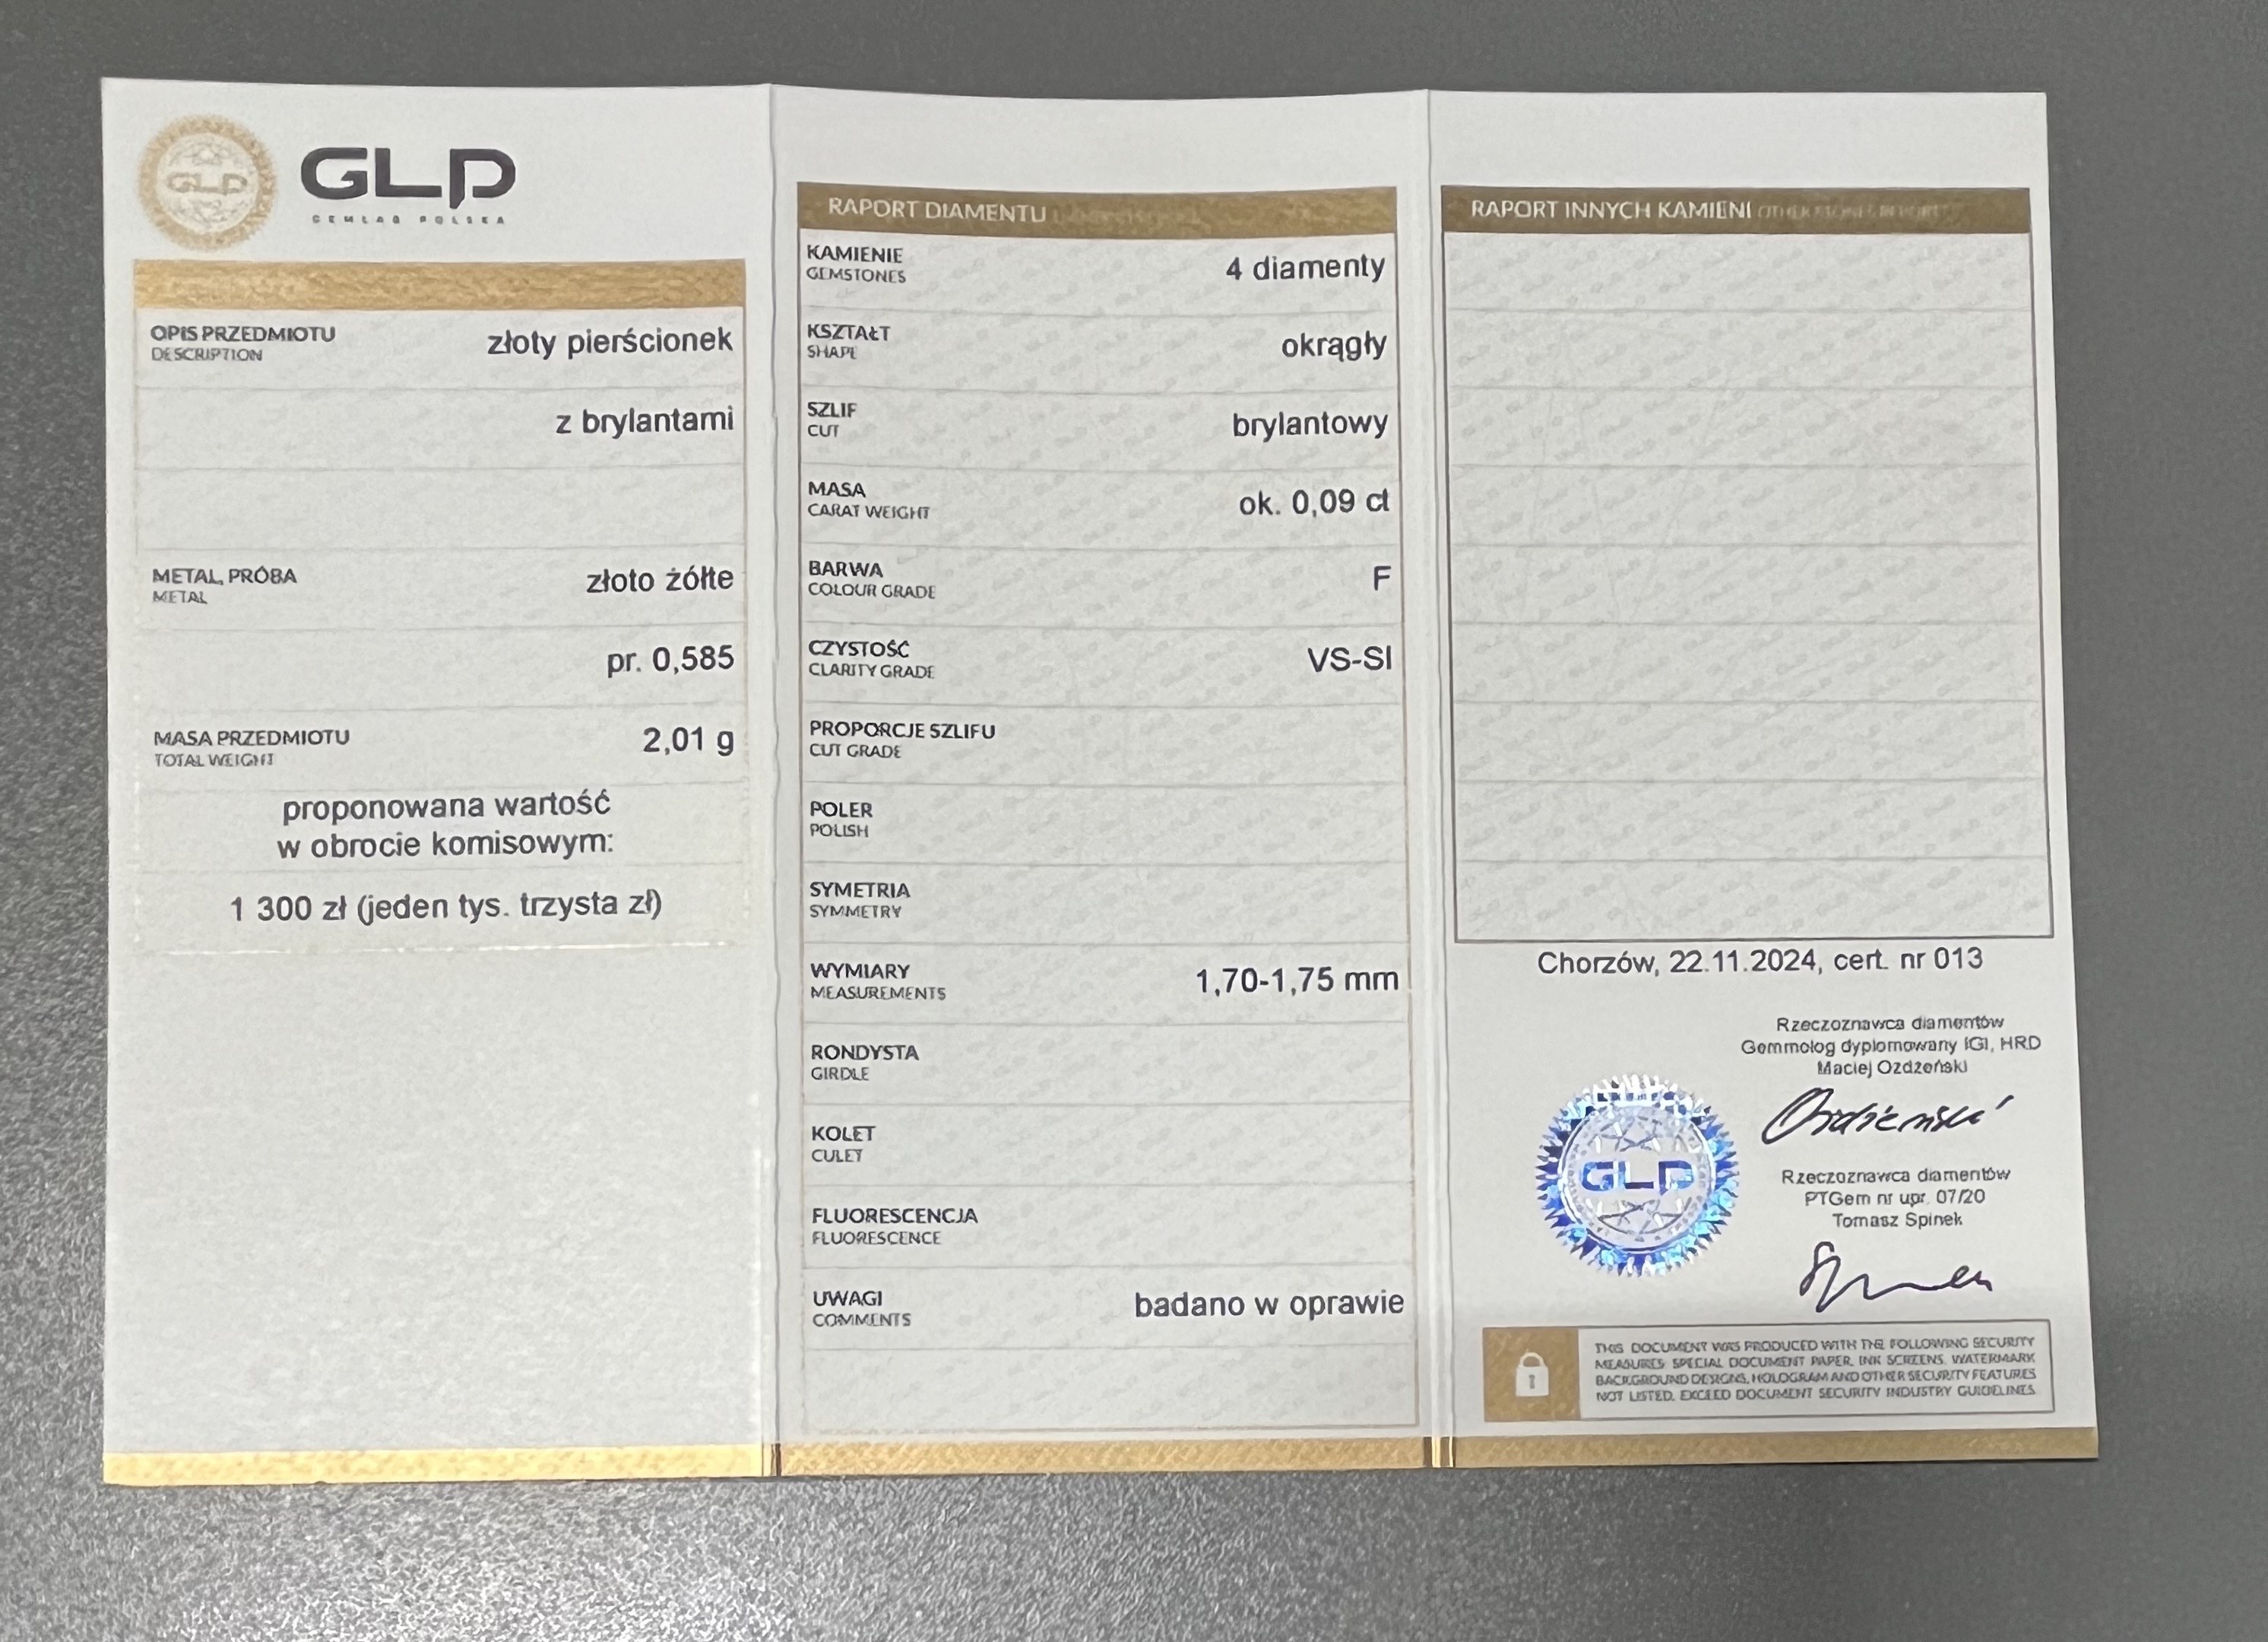 GLP
GLP
GEMLAB POLSKA
OPIS PRZEDMIOTU
DESCRIPTION
złoty pierścionek
z brylantami
METAL, PRÓBA
METAL
złoto żółte
pr. 0,585
MASA PRZEDMIOTU
TOTAL WEIGHT
2,01 g
proponowana wartość
w obrocie komisowym:
1 300 zł (jeden tys. trzysta zł)
RAPORT DIAMENTU
KAMIENIE
GEMSTONES
4 diamenty
KSZTAŁT
SHAPE
okrągły
SZLIF
CUT
brylantowy
MASA
CARAT WEIGHT
ok. 0,09 ct
BARWA
COLOUR GRADE
F
CZYSTOŚĆ
CLARITY GRADE
VS-SI
PROPORCJE SZLIFU
CUT GRADE
POLER
POLISH
SYMETRIA
SYMMETRY
WYMIARY
MEASUREMENTS
1,70-1,75 mm
RONDYSTA
GIRDLE
KOLET
CULET
FLUORESCENCJA
FLUORESCENCE
UWAGI
COMMENTS
badano w oprawie
RAPORT INNYCH KAMIENI OTHER STONES REPORT
Chorzów, 22.11.2024, cert. nr 013
Rzeczoznawca diamentów
Gemmolog dyplomowany IGI, HRD
Maciej Ozdżeński
Ozdżeński
GLP
Rzeczoznawca diamentów
PTGem nr upr. 07/20
Tomasz Spinek
THIS DOCUMENT WAS PRODUCED WITH THE FOLLOWING SECURITY
MEASURES: SPECIAL DOCUMENT PAPER, INK SCREENS, WATERMARK
BACKGROUND DESIGNS, HOLOGRAM AND OTHER SECURITY FEATURES
NOT LISTED, EXCEED DOCUMENT SECURITY INDUSTRY GUIDELINES.